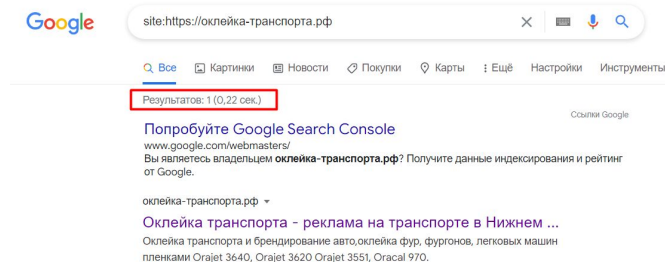 Google
site:https://оклейка-транспорта.рф
Все Картинки Новости Покупки Карты Ещё Настройки Инструменты
Результатов: 1 (0,22 сек.)
Ссылки Google
Попробуйте Google Search Console
www.google.com/webmasters/
Вы являетесь владельцем оклейка-транспорта.рф? Получите данные индексирования и рейтинг
от Google.
оклейка-транспорта.рф
Оклейка транспорта - реклама на транспорте в Нижнем ...
Оклейка транспорта и брендирование авто,оклейка фур, фургонов, легковых машин
пленками Orajet 3640, Orajet 3620 Orajet 3551, Oracal 970.